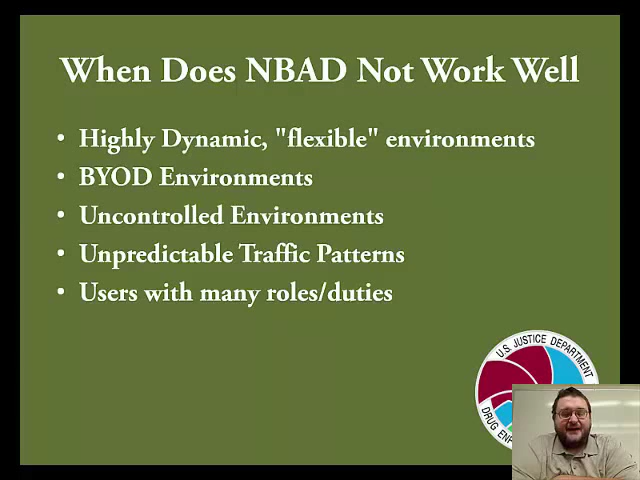 When Does NBAD Not Work Well
• Highly Dynamic, "flexible" environments
• BYOD Environments
• Uncontrolled Environments
• Unpredictable Traffic Patterns
• Users with many roles/duties
U.S. JUSTICE DEPARTMENT
DRUG